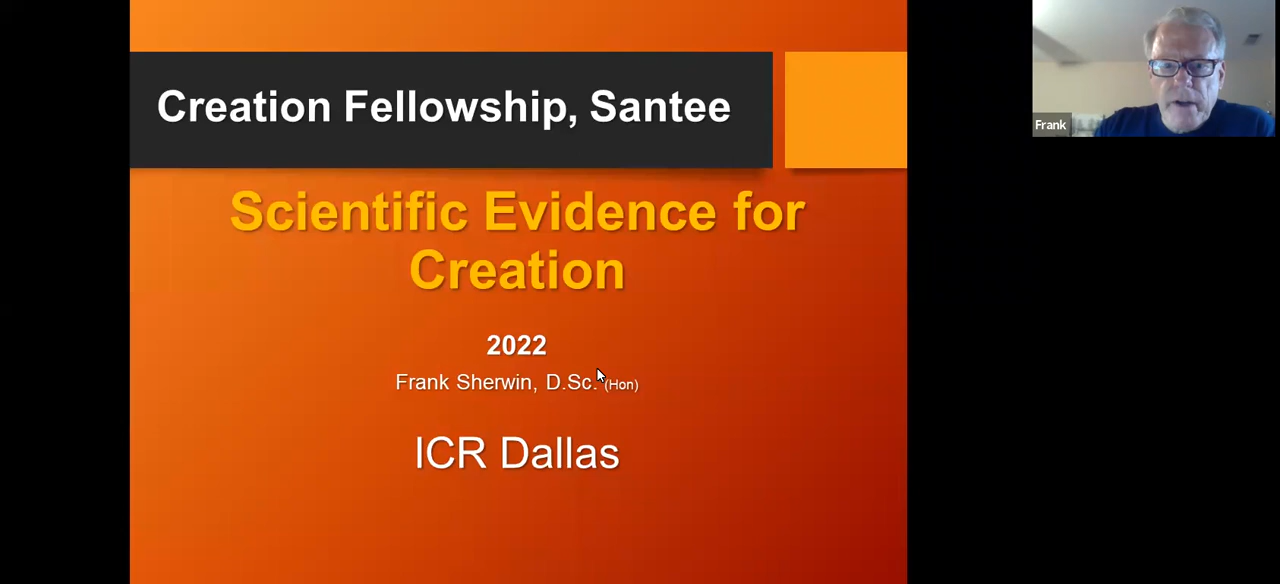 Creation Fellowship, Santee
Scientific Evidence for
Creation
2022
Frank Sherwin, D.Sc. (Hon)
ICR Dallas
Frank